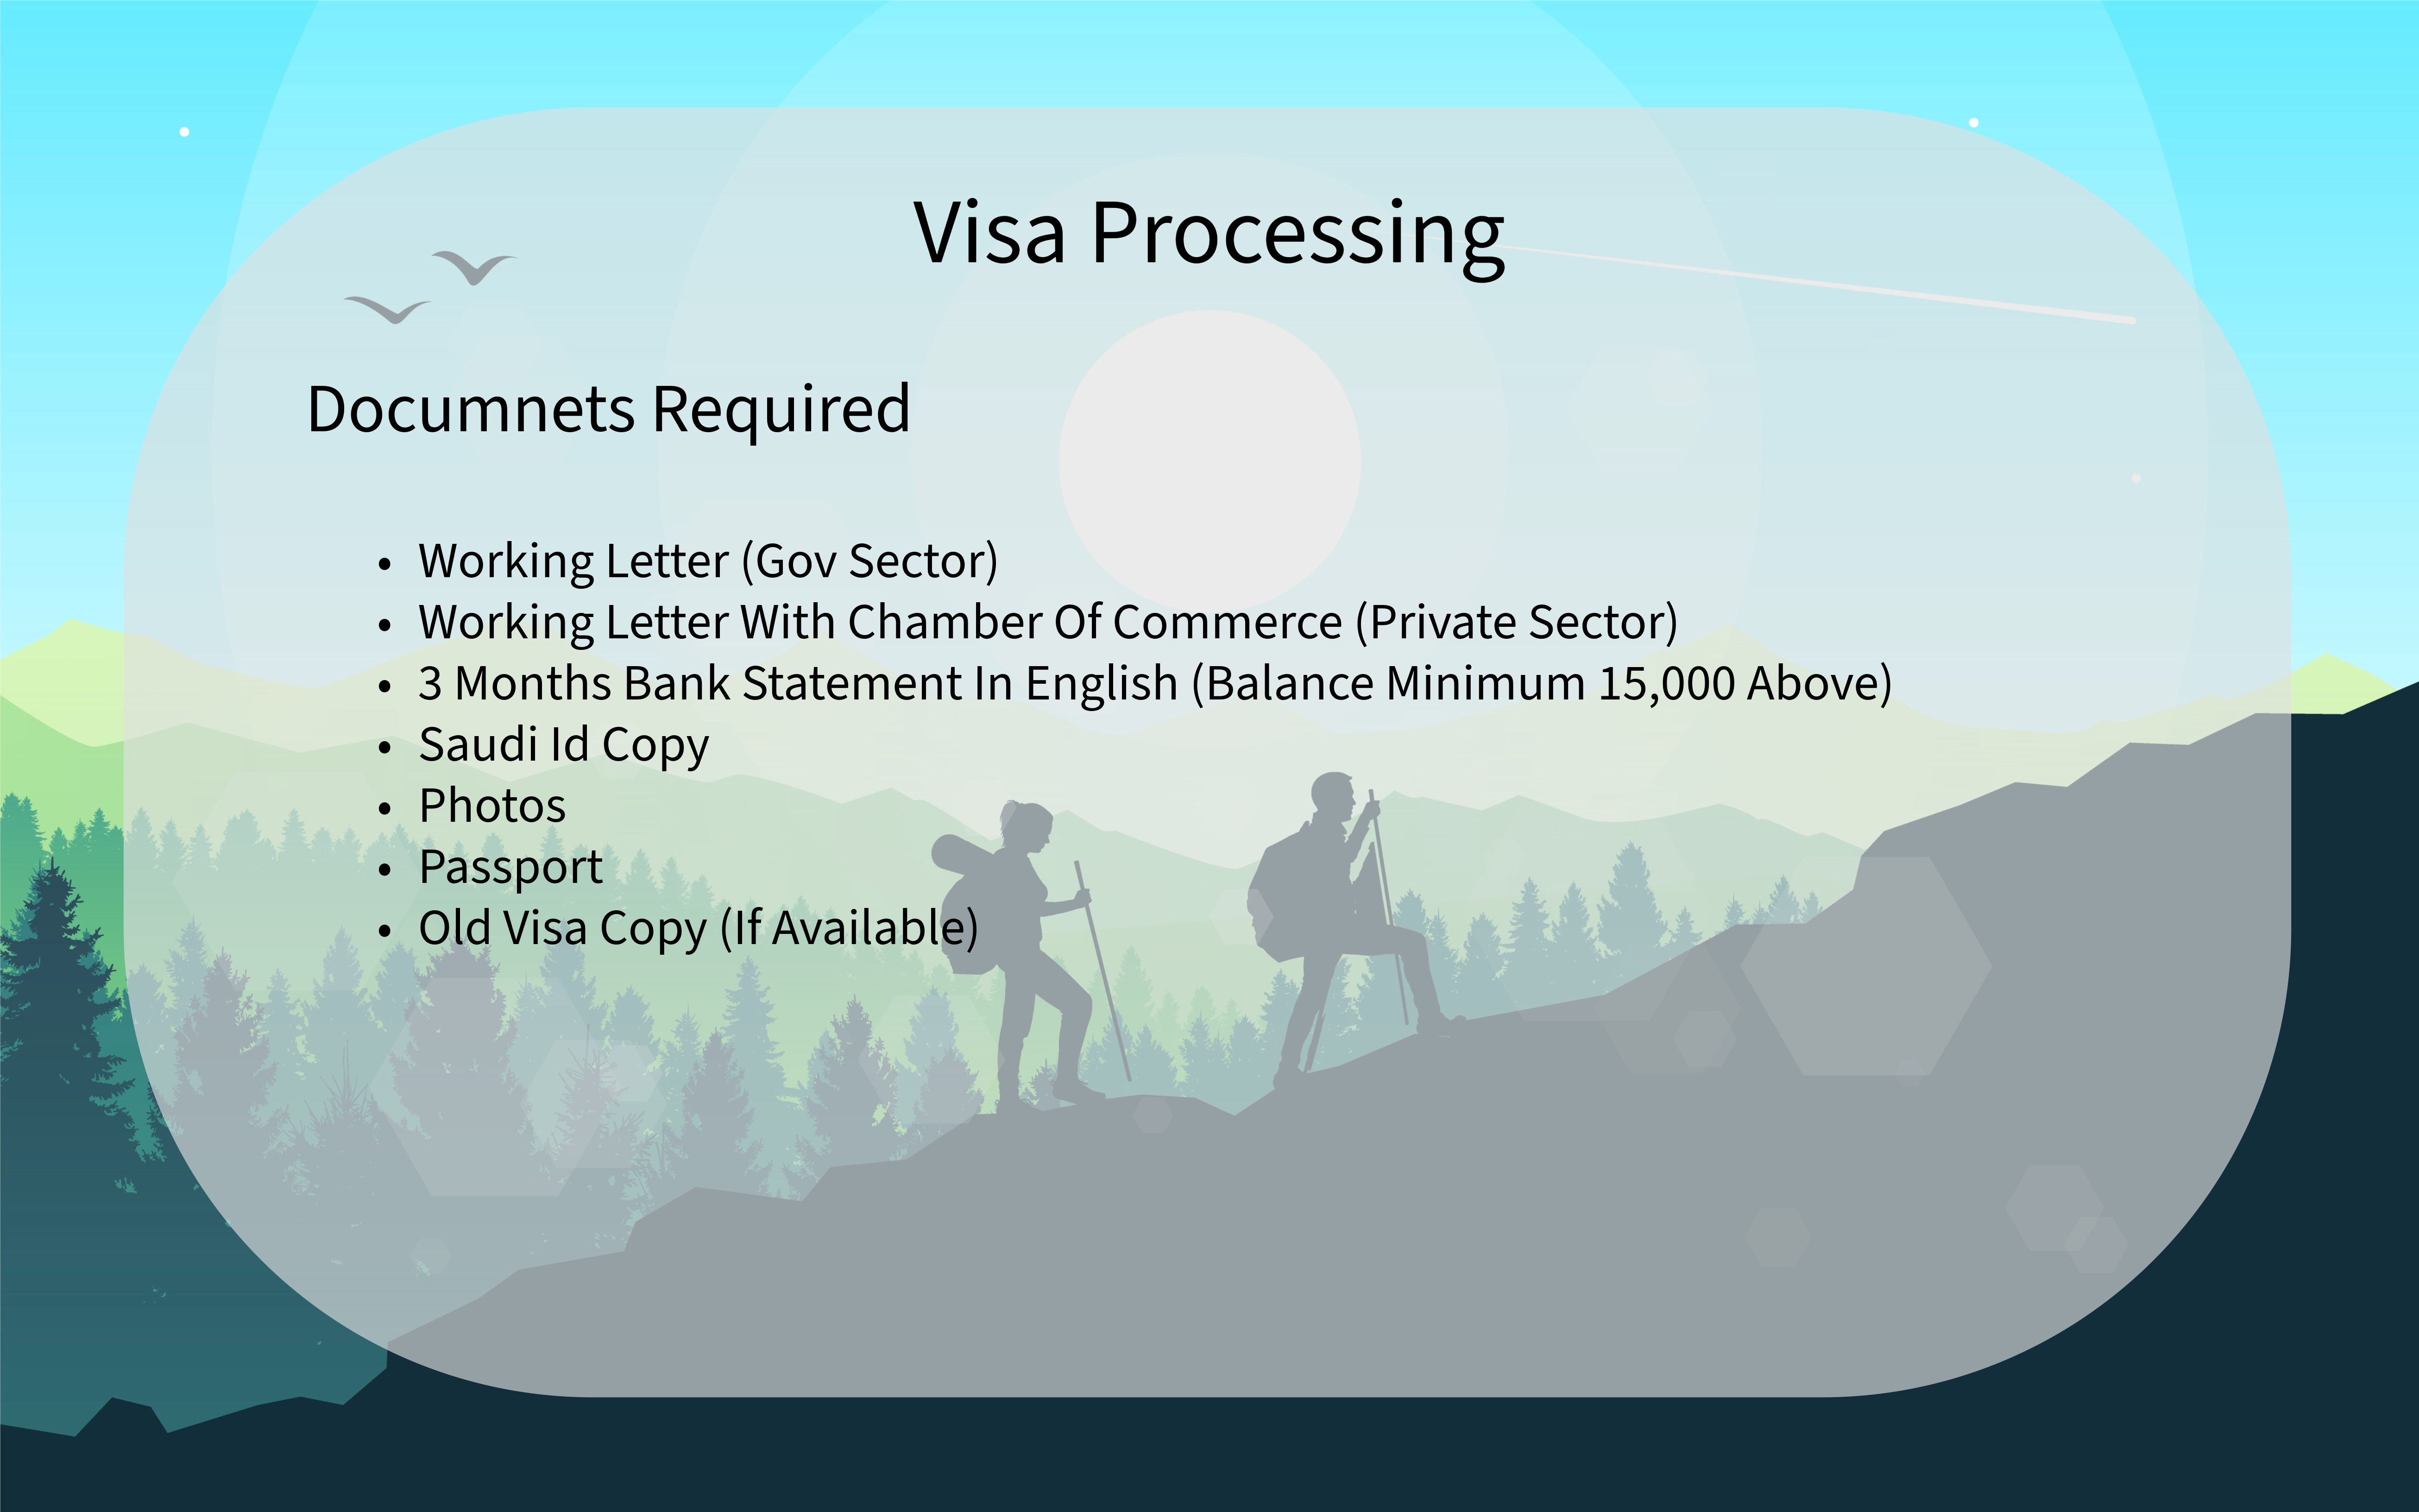 Visa Processing
Documnets Required
• Working Letter (Gov Sector)
• Working Letter With Chamber Of Commerce (Private Sector)
• 3 Months Bank Statement In English (Balance Minimum 15,000 Above)
• Saudi Id Copy
• Photos
• Passport
• Old Visa Copy (If Available)